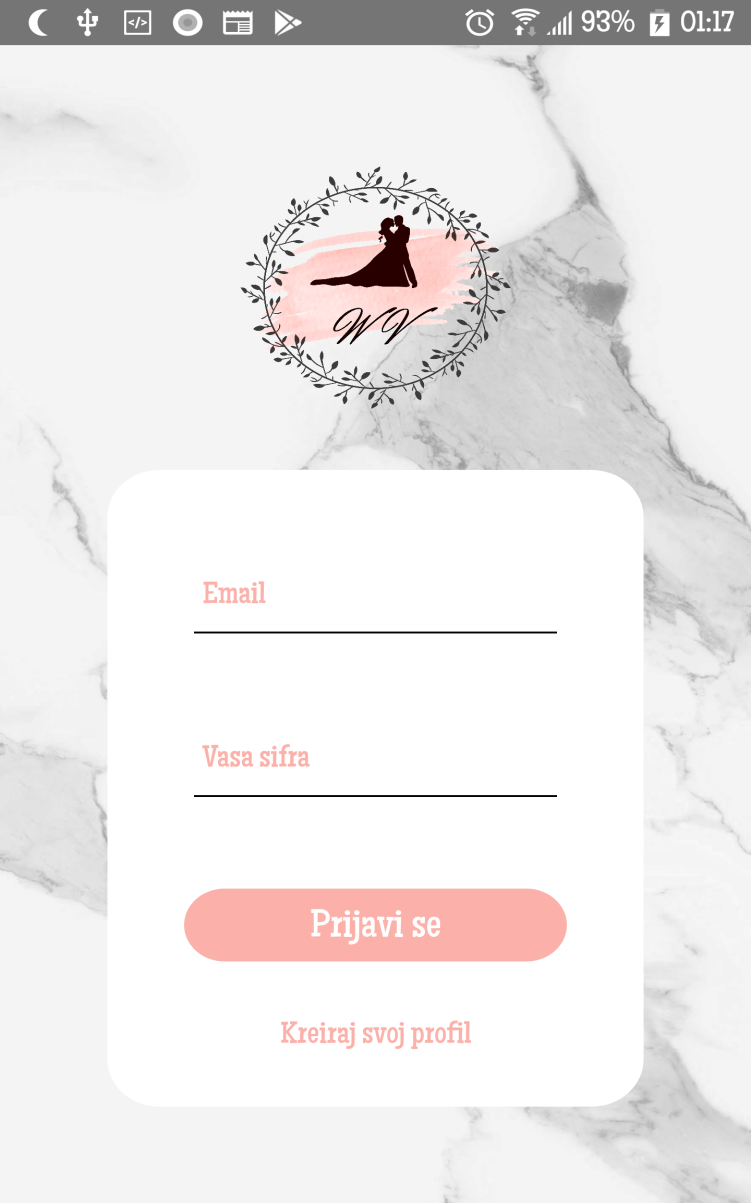 93% 01:17
WV
Email
Vasa sifra
Prijavi se
Kreiraj svoj profil